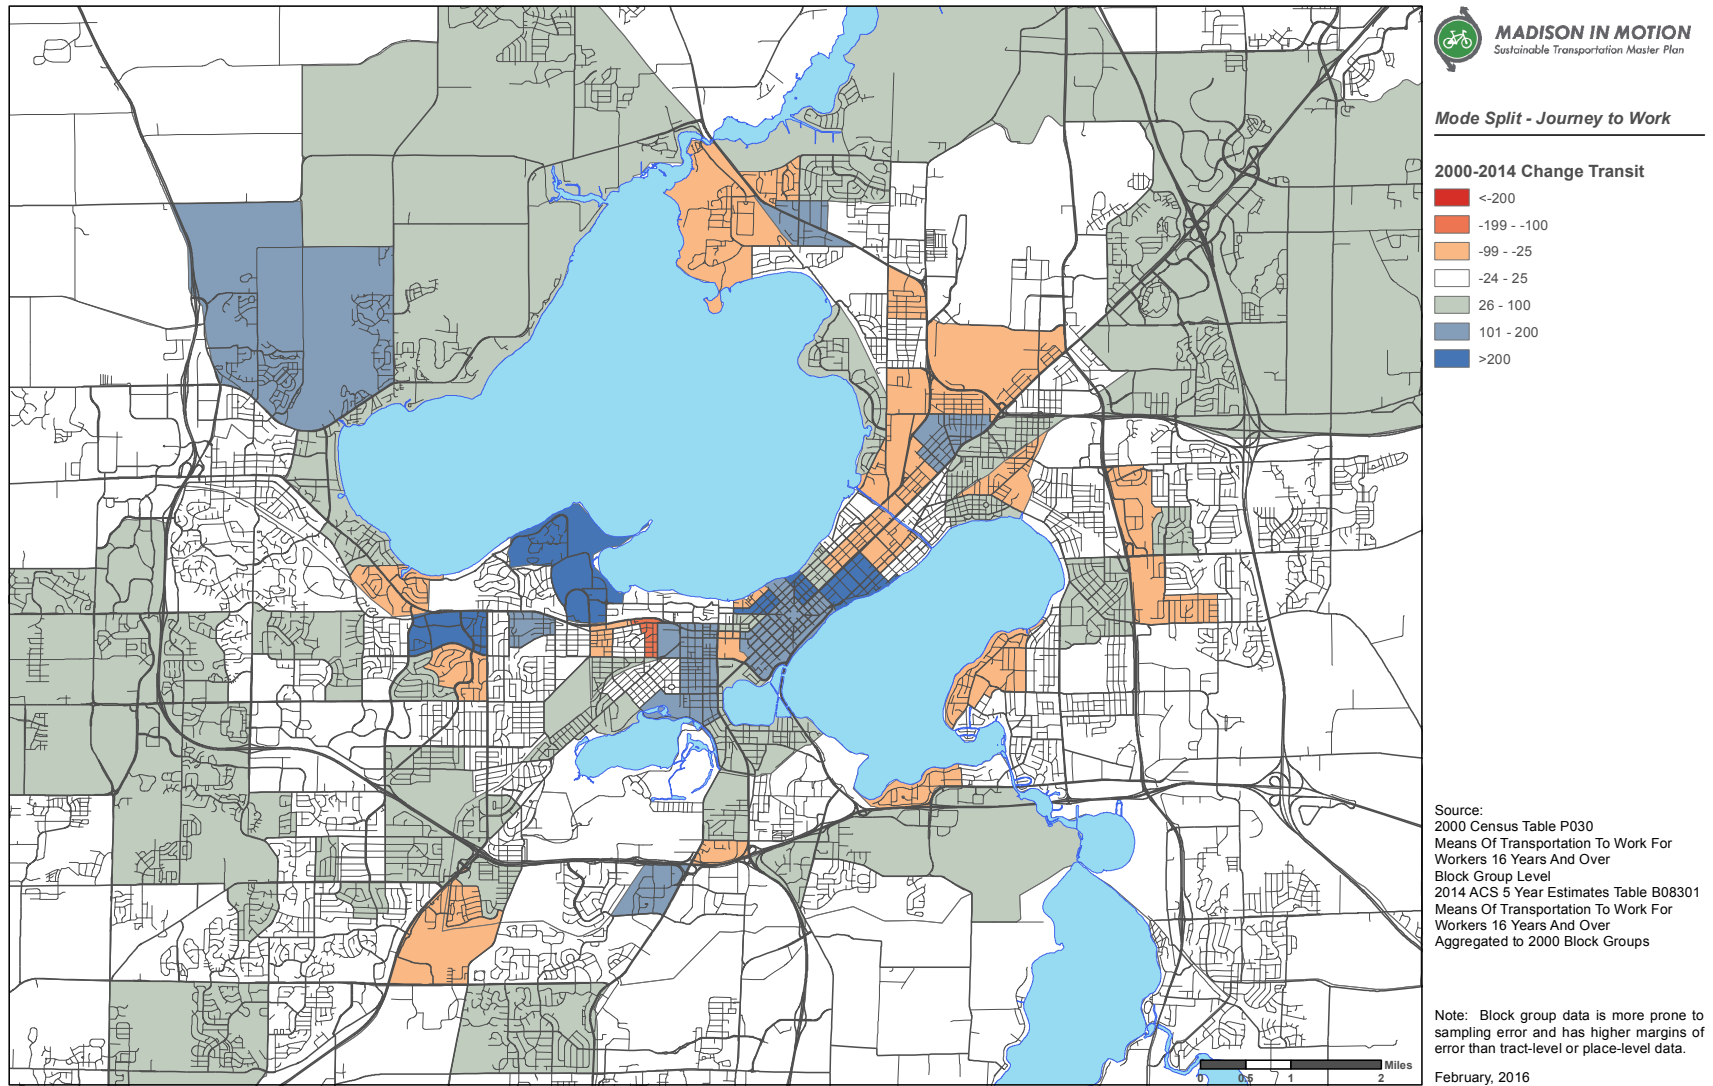 MADISON IN MOTION
Sustainable Transportation Master Plan
Mode Split - Journey to Work
2000-2014 Change Transit
<-200
-199 - -100
-99 - -25
-24 - 25
26 - 100
101 - 200
>200
Source:
2000 Census Table P030
Means Of Transportation To Work For
Workers 16 Years And Over
Block Group Level
2014 ACS 5 Year Estimates Table B08301
Means Of Transportation To Work For
Workers 16 Years And Over
Aggregated to 2000 Block Groups
Note: Block group data is more prone to
sampling error and has higher margins of
error than tract-level or place-level data.
Miles
0 0.5 1 2
February, 2016